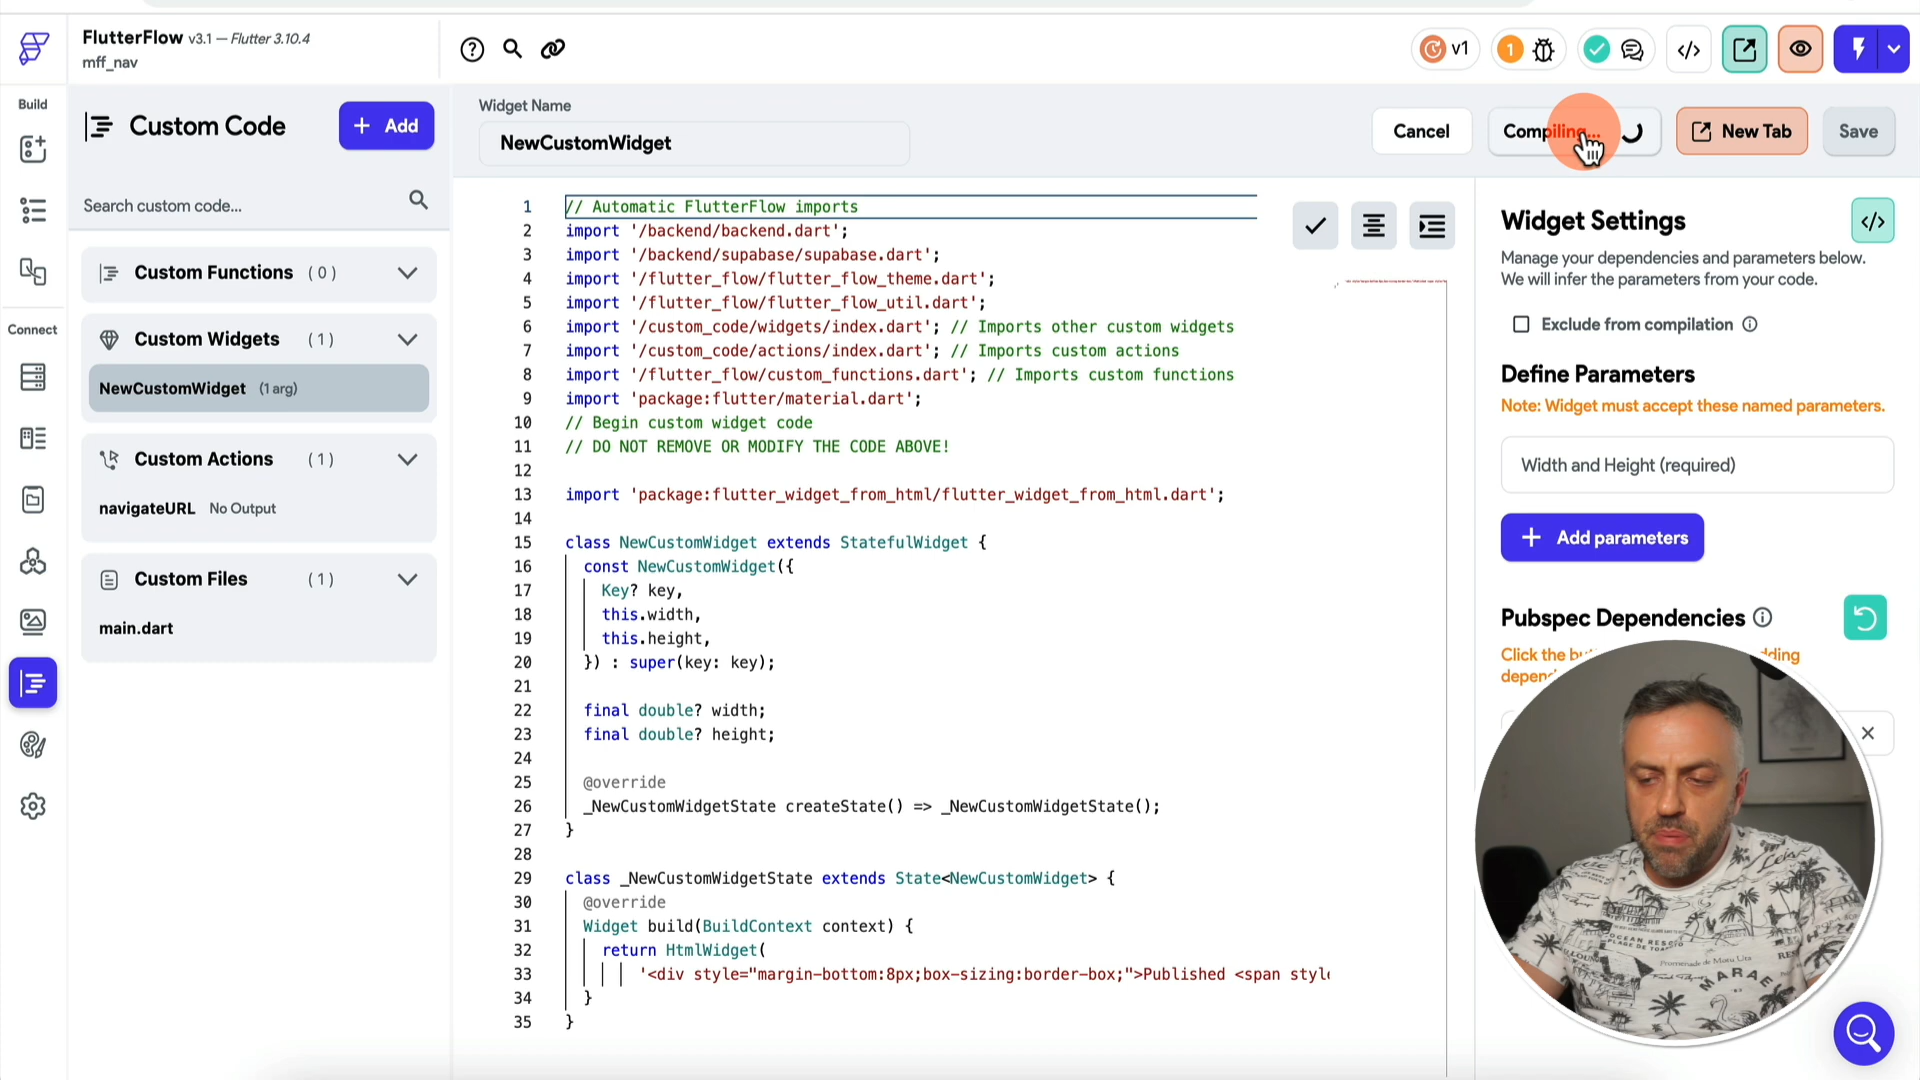 FlutterFlow v3.1 — Flutter 3.10.4
mff_nav
v1
1
Build
Connect
Custom Code
+ Add
Search custom code...
Custom Functions (0)
Custom Widgets (1)
NewCustomWidget (1 arg)
Custom Actions (1)
navigateURL No Output
Custom Files (1)
main.dart
Widget Name
NewCustomWidget
Cancel
Compiling...
New Tab
Save
1 // Automatic FlutterFlow imports
2 import '/backend/backend.dart';
3 import '/backend/supabase/supabase.dart';
4 import '/flutter_flow/flutter_flow_theme.dart';
5 import '/flutter_flow/flutter_flow_util.dart';
6 import '/custom_code/widgets/index.dart'; // Imports other custom widgets
7 import '/custom_code/actions/index.dart'; // Imports custom actions
8 import '/flutter_flow/custom_functions.dart'; // Imports custom functions
9 import 'package:flutter/material.dart';
10 // Begin custom widget code
11 // DO NOT REMOVE OR MODIFY THE CODE ABOVE!
12
13 import 'package:flutter_widget_from_html/flutter_widget_from_html.dart';
14
15 class NewCustomWidget extends StatefulWidget {
16 const NewCustomWidget({
17 Key? key,
18 this.width,
19 this.height,
20 }) : super(key: key);
21
22 final double? width;
23 final double? height;
24
25 @override
26 _NewCustomWidgetState createState() => _NewCustomWidgetState();
27 }
28
29 class _NewCustomWidgetState extends State<NewCustomWidget> {
30 @override
31 Widget build(BuildContext context) {
32 return HtmlWidget(
33 '<div style="margin-bottom:8px;box-sizing:border-box;">Published <span style
34 }
35 }
Widget Settings
Manage your dependencies and parameters below.
We will infer the parameters from your code.
Exclude from compilation
Define Parameters
Note: Widget must accept these named parameters.
Width and Height (required)
+ Add parameters
Pubspec Dependencies
Click the
OCEAN RESCIO
MARAE